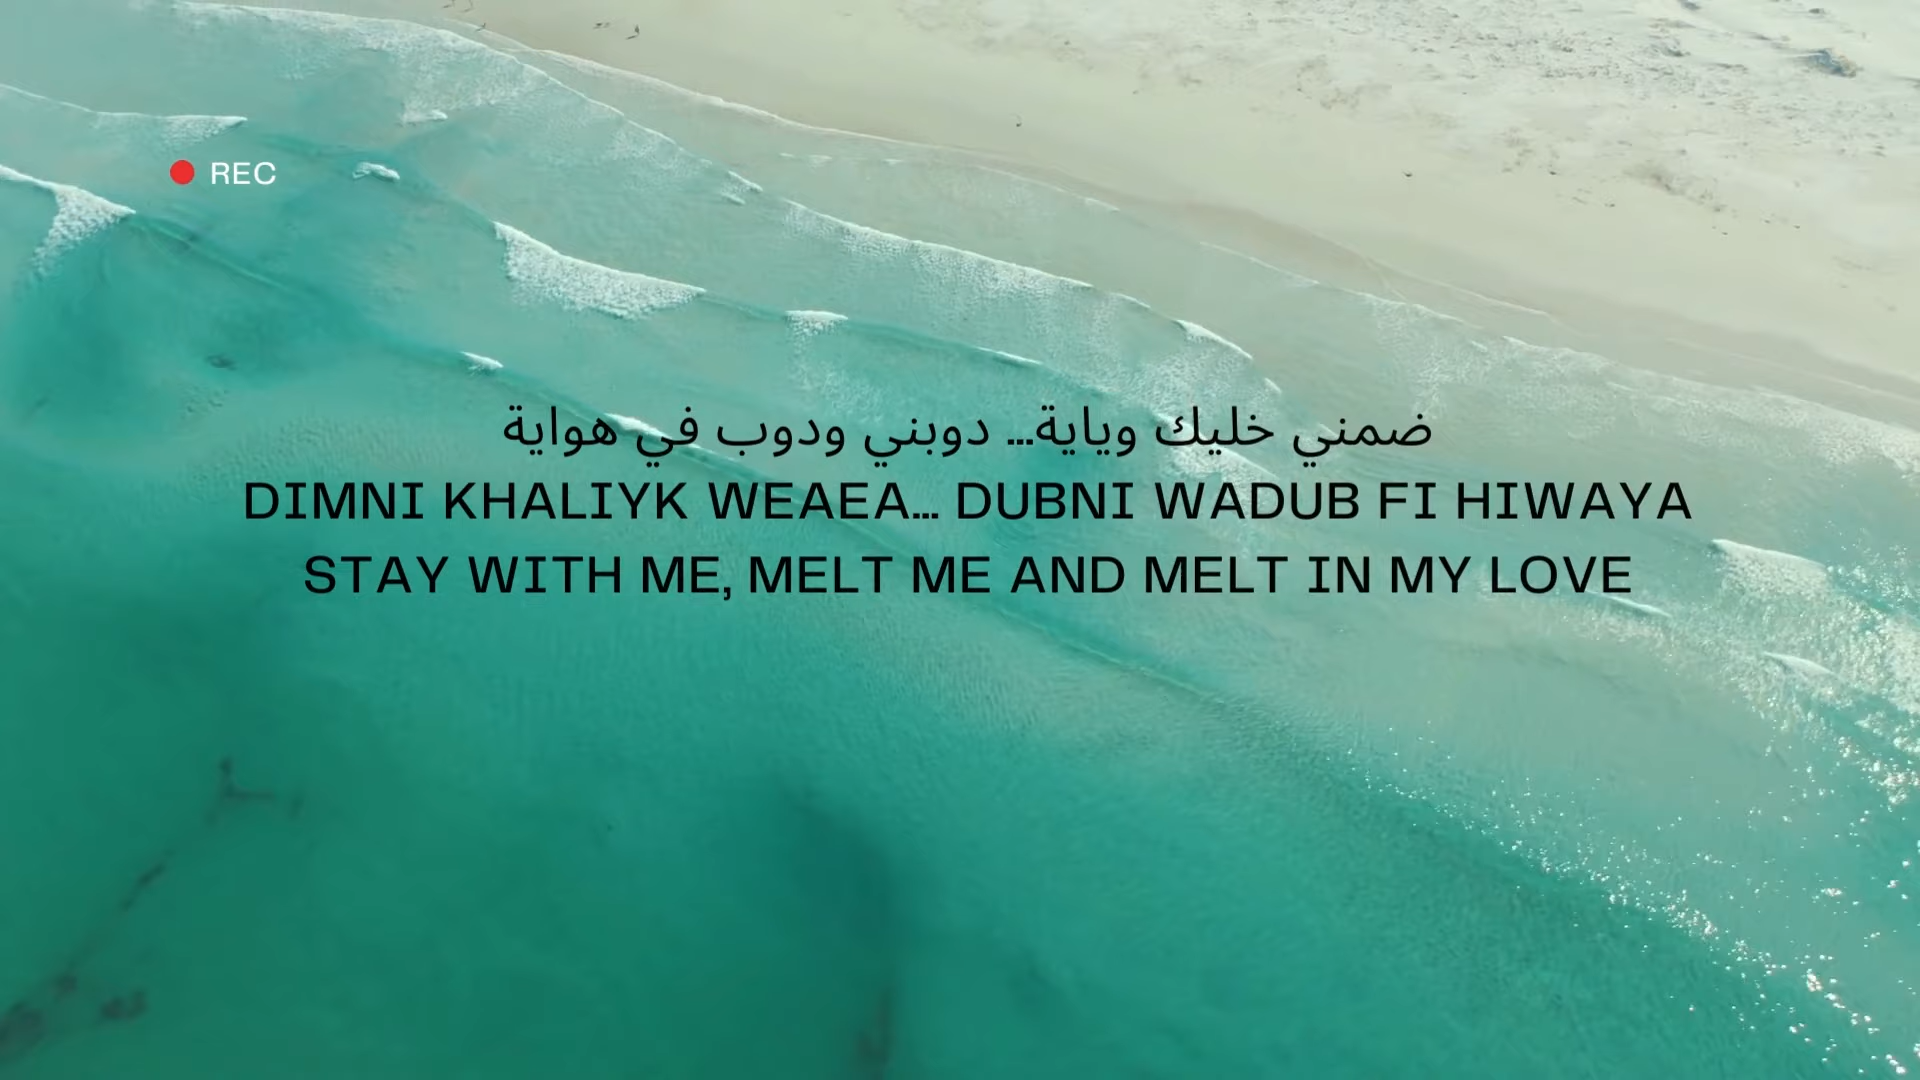 REC
ضمني خليك وياية... دوبني ودوب في هواية
DIMNI KHALIYK WEAEA... DUBNI WADUB FI HIWAYA
STAY WITH ME, MELT ME AND MELT IN MY LOVE